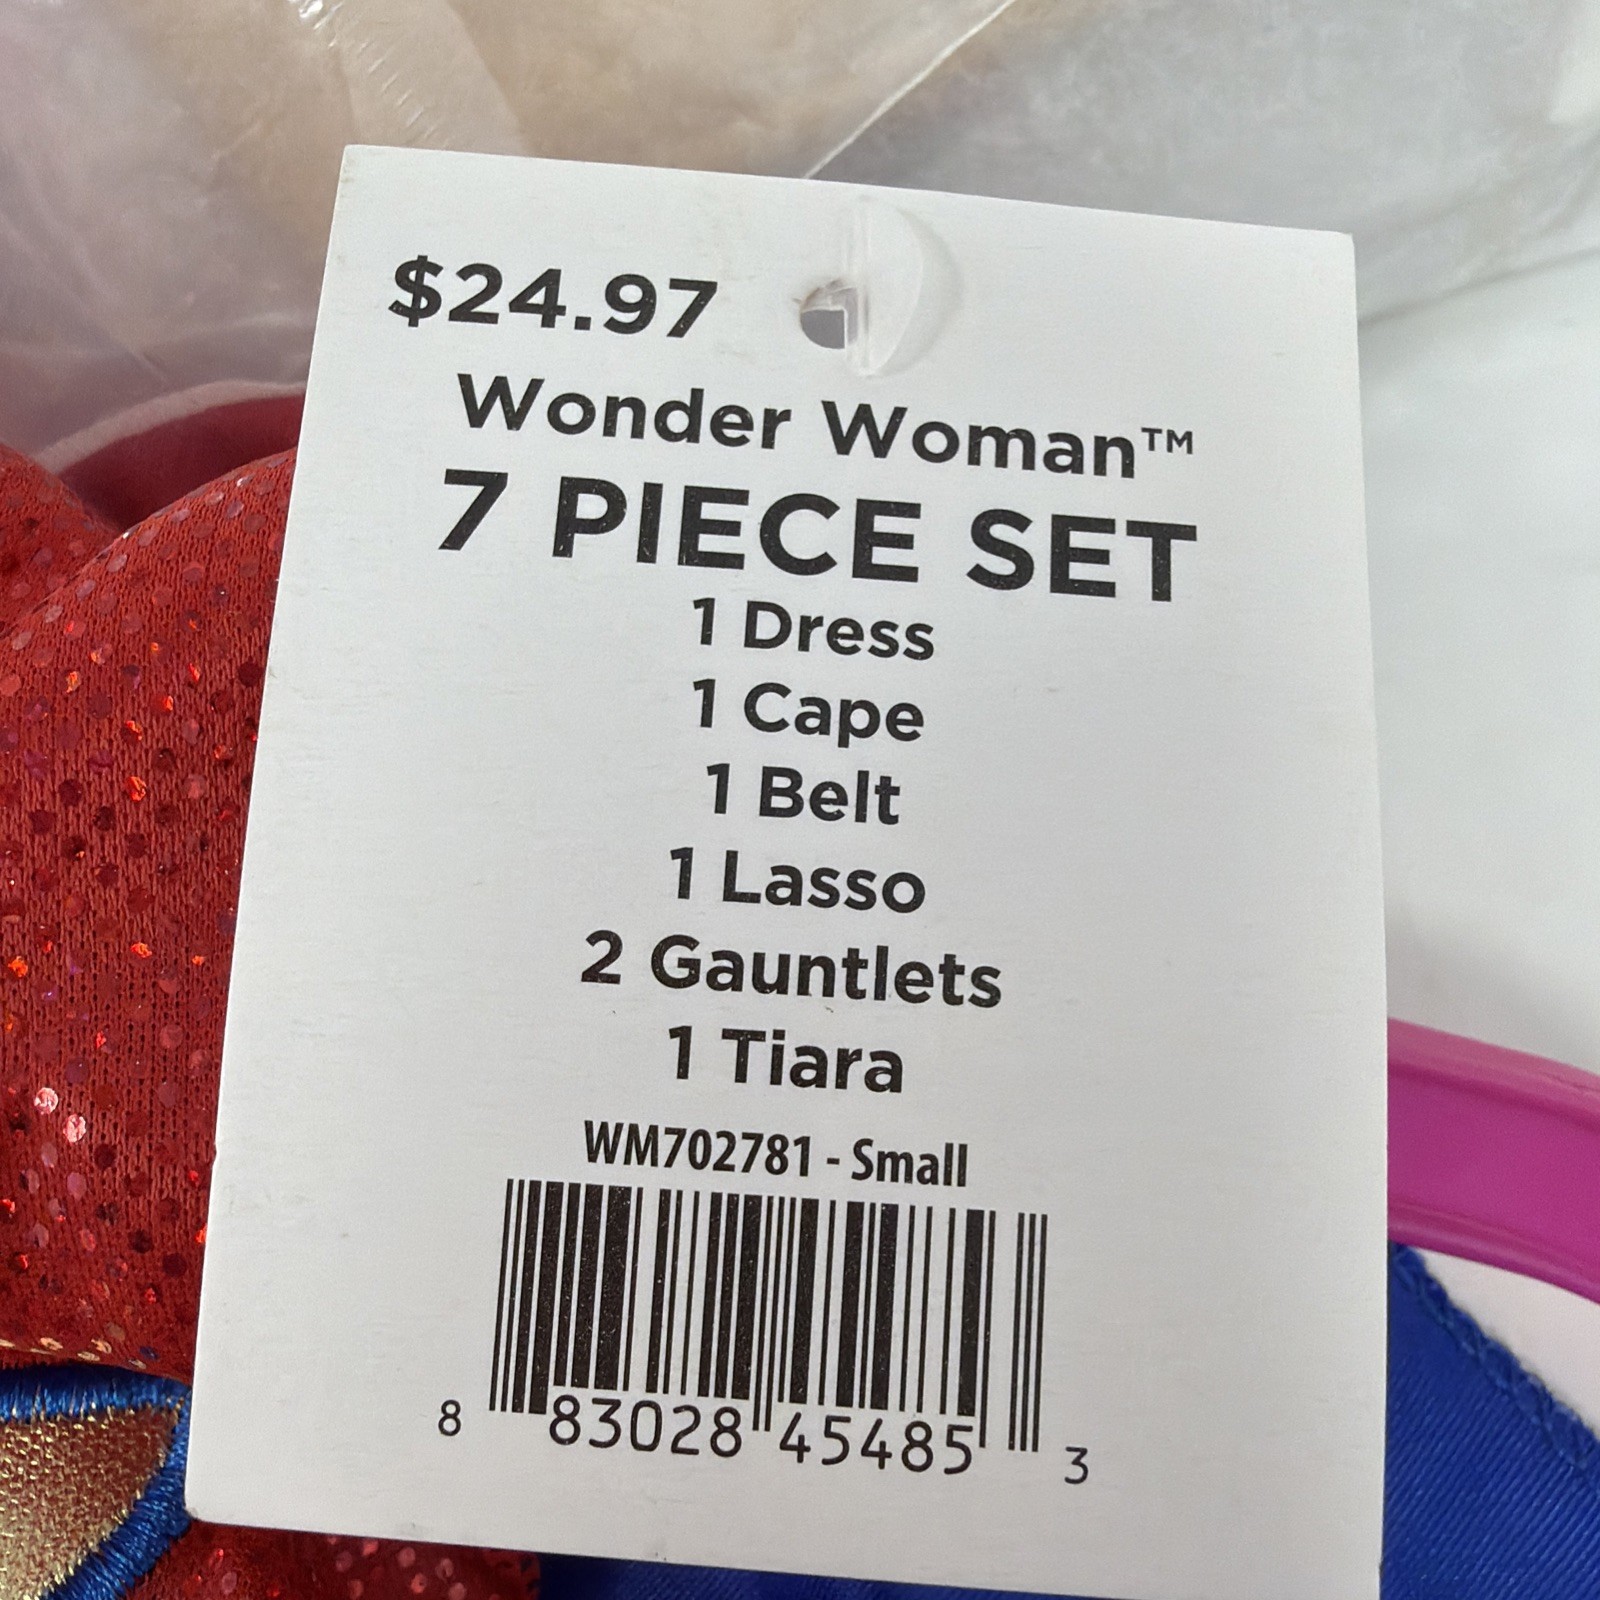 $24.97
Wonder Woman™
7 PIECE SET
1 Dress
1 Cape
1 Belt
1 Lasso
2 Gauntlets
1 Tiara
WM702781 - Small
8 83028 45485 3